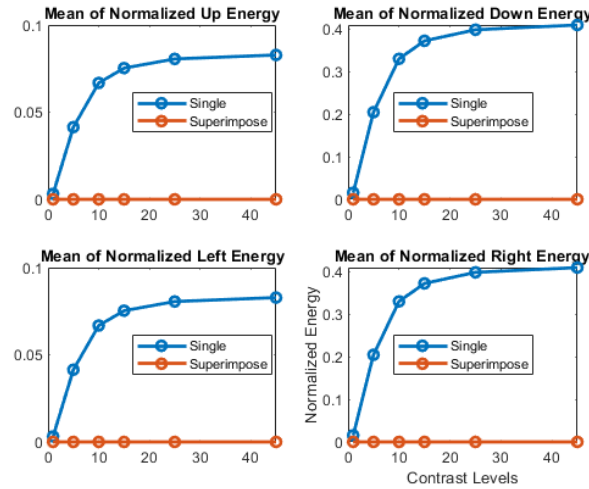 Mean of Normalized Up Energy
0.1
0.05
0
Single
Superimpose
0 10 20 30 40
Mean of Normalized Down Energy
0.4
0.3
0.2
0.1
0
Single
Superimpose
0 10 20 30 40
Mean of Normalized Left Energy
0.1
0.05
0
Single
Superimpose
0 10 20 30 40
Mean of Normalized Right Energy
Normalized Energy
0.4
0.3
0.2
0.1
0
Single
Superimpose
0 10 20 30 40
Contrast Levels